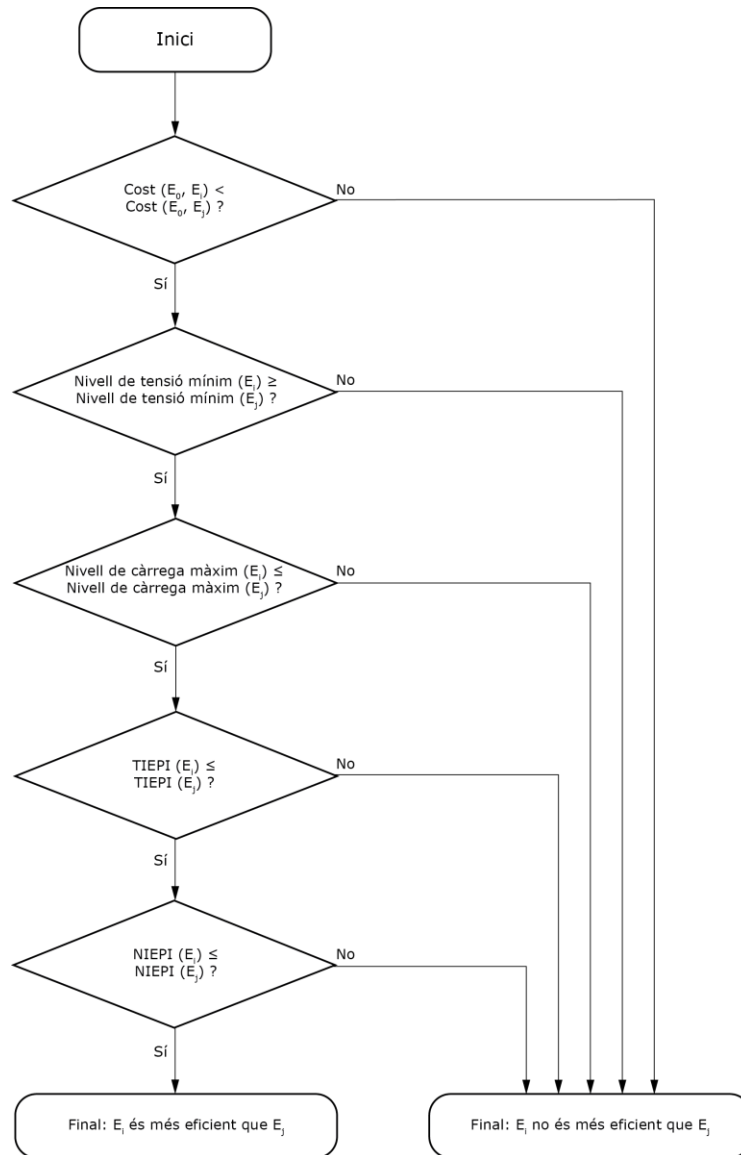 Inici
Cost (E₀, Eᵢ) <
Cost (E₀, Eⱼ) ?
No
Sí
Nivell de tensió mínim (Eᵢ) ≥
Nivell de tensió mínim (Eⱼ) ?
No
Sí
Nivell de càrrega màxim (Eᵢ) ≤
Nivell de càrrega màxim (Eⱼ) ?
No
Sí
TIEPI (Eᵢ) ≤
TIEPI (Eⱼ) ?
No
Sí
NIEPI (Eᵢ) ≤
NIEPI (Eⱼ) ?
No
Sí
Final: Eᵢ és més eficient que Eⱼ
Final: Eᵢ no és més eficient que Eⱼ